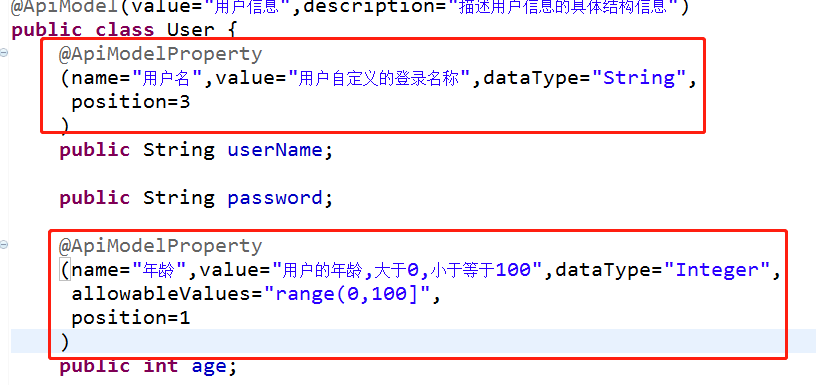 @ApiModel(value="用户信息",description="描述用户信息的具体结构信息")
public class User {
@ApiModelProperty
(name="用户名",value="用户自定义的登录名称",dataType="String",
position=3
)
public String userName;
public String password;
@ApiModelProperty
(name="年龄",value="用户的年龄,大于0,小于等于100",dataType="Integer",
allowableValues="range(0,100]",
position=1
)
public int age;